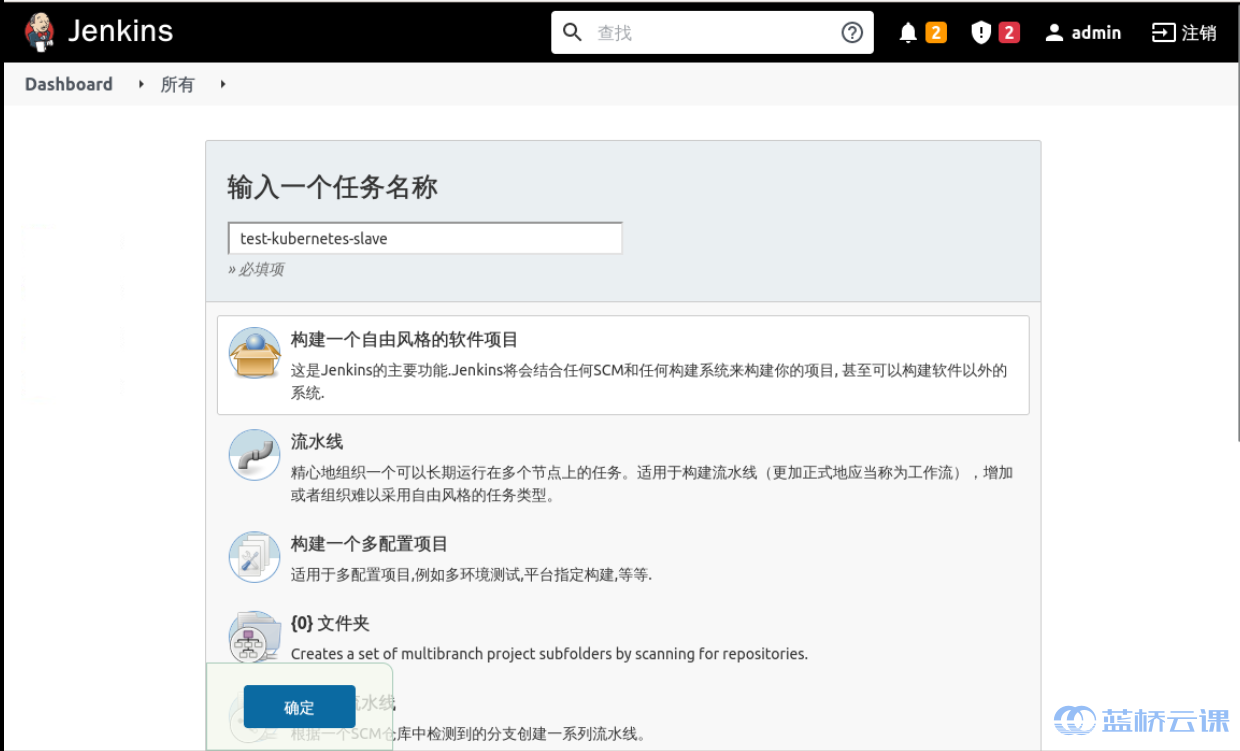 Jenkins
查找
2
2
admin
注销
Dashboard
所有
输入一个任务名称
test-kubernetes-slave
» 必填项
构建一个自由风格的软件项目
这是Jenkins的主要功能.Jenkins将会结合任何SCM和任何构建系统来构建你的项目, 甚至可以构建软件以外的
系统.
流水线
精心地组织一个可以长期运行在多个节点上的任务。适用于构建流水线（更加正式地应当称为工作流），增加
或者组织难以采用自由风格的任务类型。
构建一个多配置项目
适用于多配置项目,例如多环境测试,平台指定构建,等等.
{0} 文件夹
Creates a set of multibranch project subfolders by scanning for repositories.
流水线
确定
根据一个SCM仓库中检测到的分支创建一系列流水线。
蓝桥云课